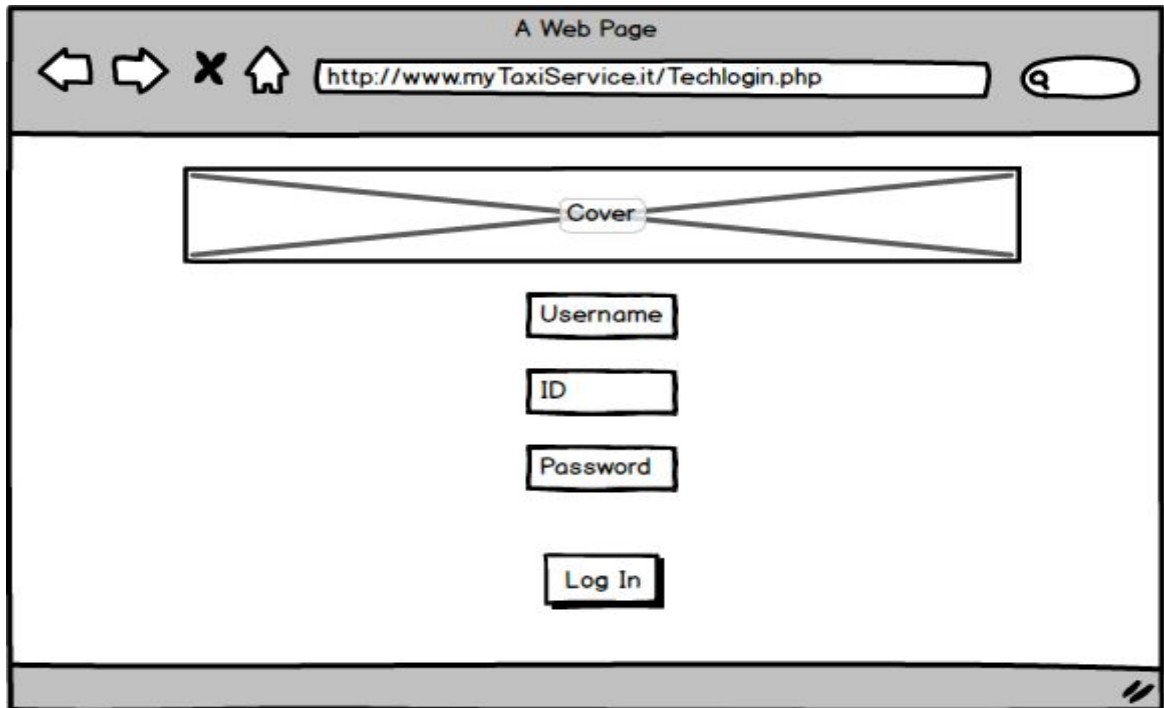 A Web Page
http://www.myTaxiService.it/Techlogin.php
Cover
Username
ID
Password
Log In